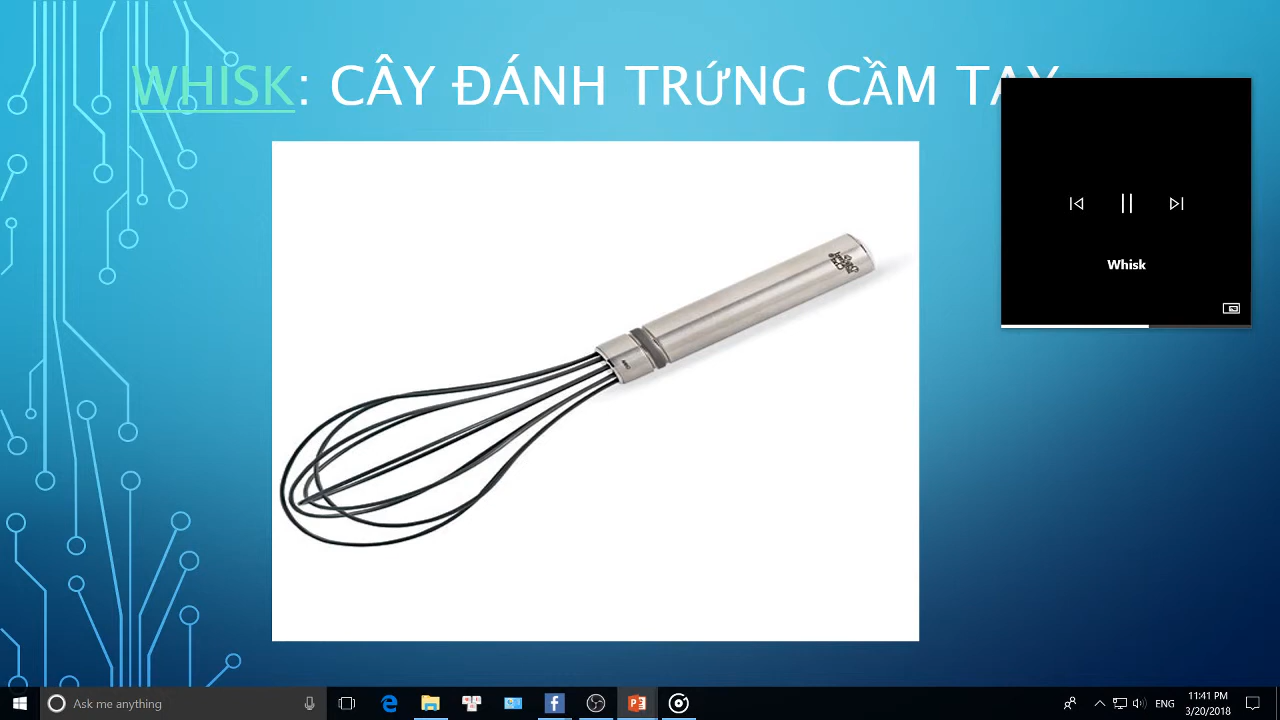 WHISK: CÂY ĐÁNH TRỨNG CẦM TAY
Whisk
Ask me anything
ENG
11:41 PM
3/20/2018